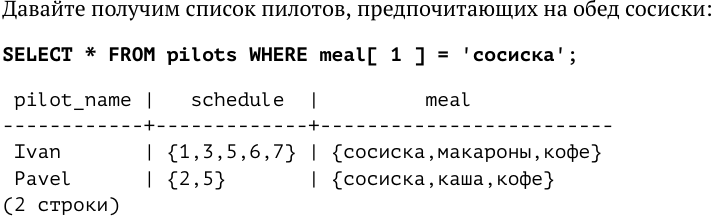 Давайте получим список пилотов, предпочитающих на обед сосиски:
SELECT * FROM pilots WHERE meal[ 1 ] = 'сосиска';
 pilot_name |   schedule  |           meal
------------+-------------+-------------------------
 Ivan       | {1,3,5,6,7} | {сосиска,макароны,кофе}
 Pavel      | {2,5}       | {сосиска,каша,кофе}
(2 строки)